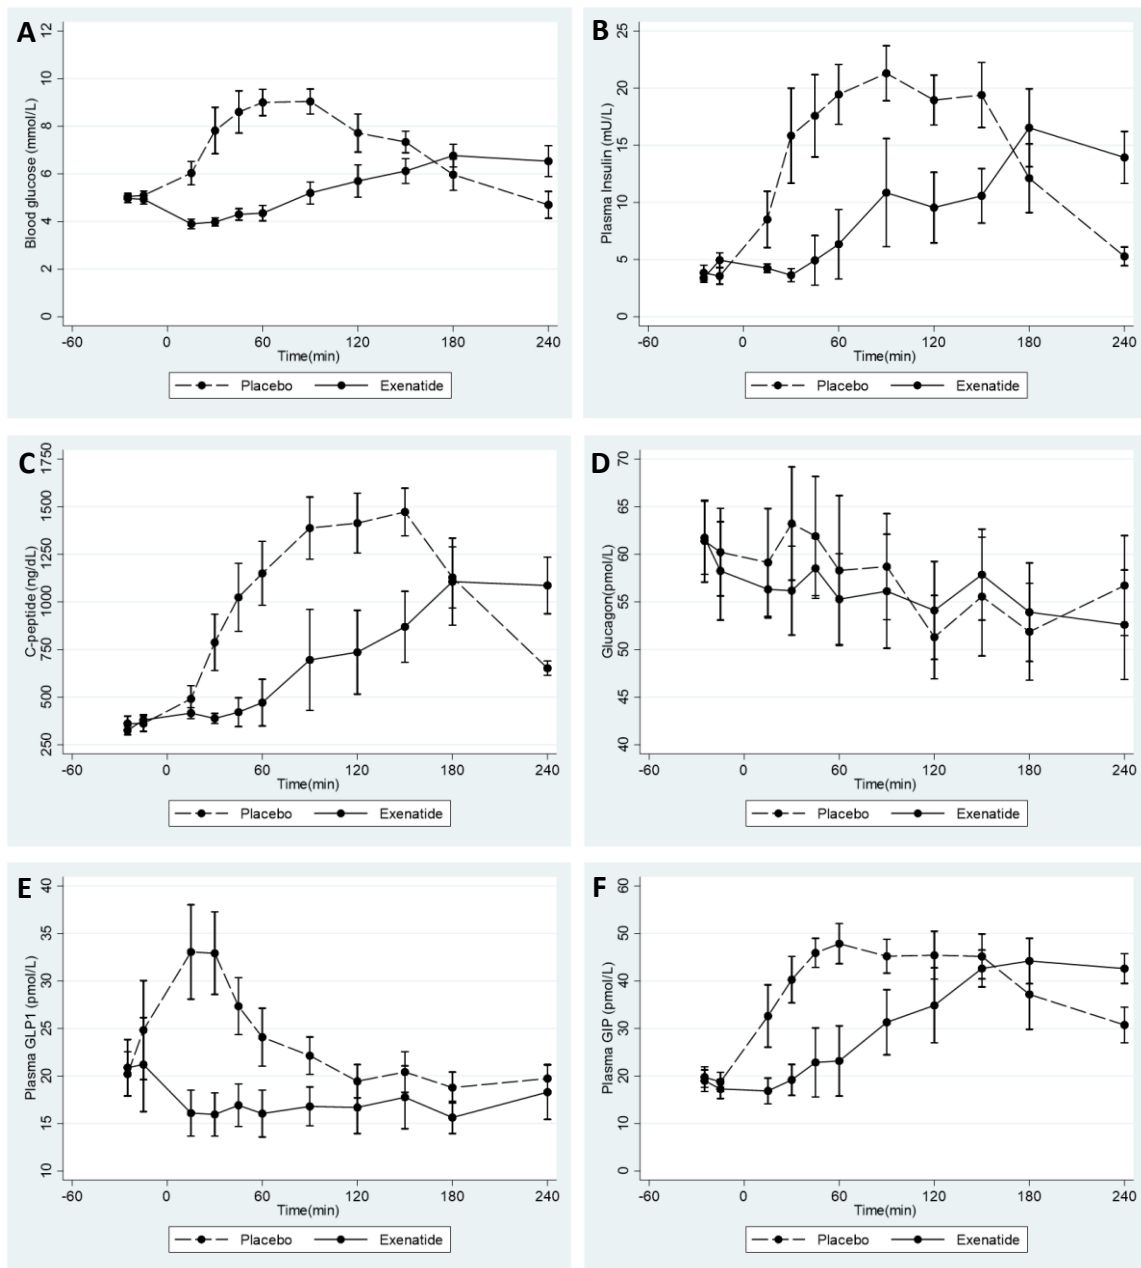 A
Blood glucose (mmol/L)
12
10
8
6
4
2
0
-60 0 60 120 180 240
Time(min)
Placebo Exenatide
B
Plasma Insulin (mU/L)
25
20
15
10
5
0
-60 0 60 120 180 240
Time(min)
Placebo Exenatide
C
C-peptide (ng/dL)
1750
1500
1250
1000
750
500
250
-60 0 60 120 180 240
Time(min)
Placebo Exenatide
D
Glucagon(pmol/L)
70
65
60
55
50
45
40
-60 0 60 120 180 240
Time(min)
Placebo Exenatide
E
Plasma GLP1 (pmol/L)
40
35
30
25
20
15
10
-60 0 60 120 180 240
Time(min)
Placebo Exenatide
F
Plasma GIP (pmol/L)
60
50
40
30
20
10
0
-60 0 60 120 180 240
Time(min)
Placebo Exenatide